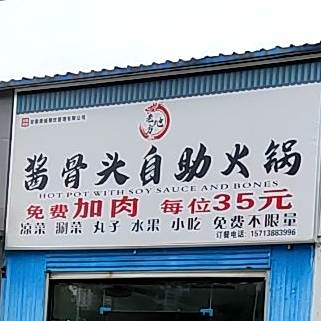 酱骨头自助火锅
HOT POT WITH SOY SAUCE AND BONES
免费加肉 每位35元
凉菜 涮菜 丸子 水果 小吃 免费不限量
订餐电话:15713883996